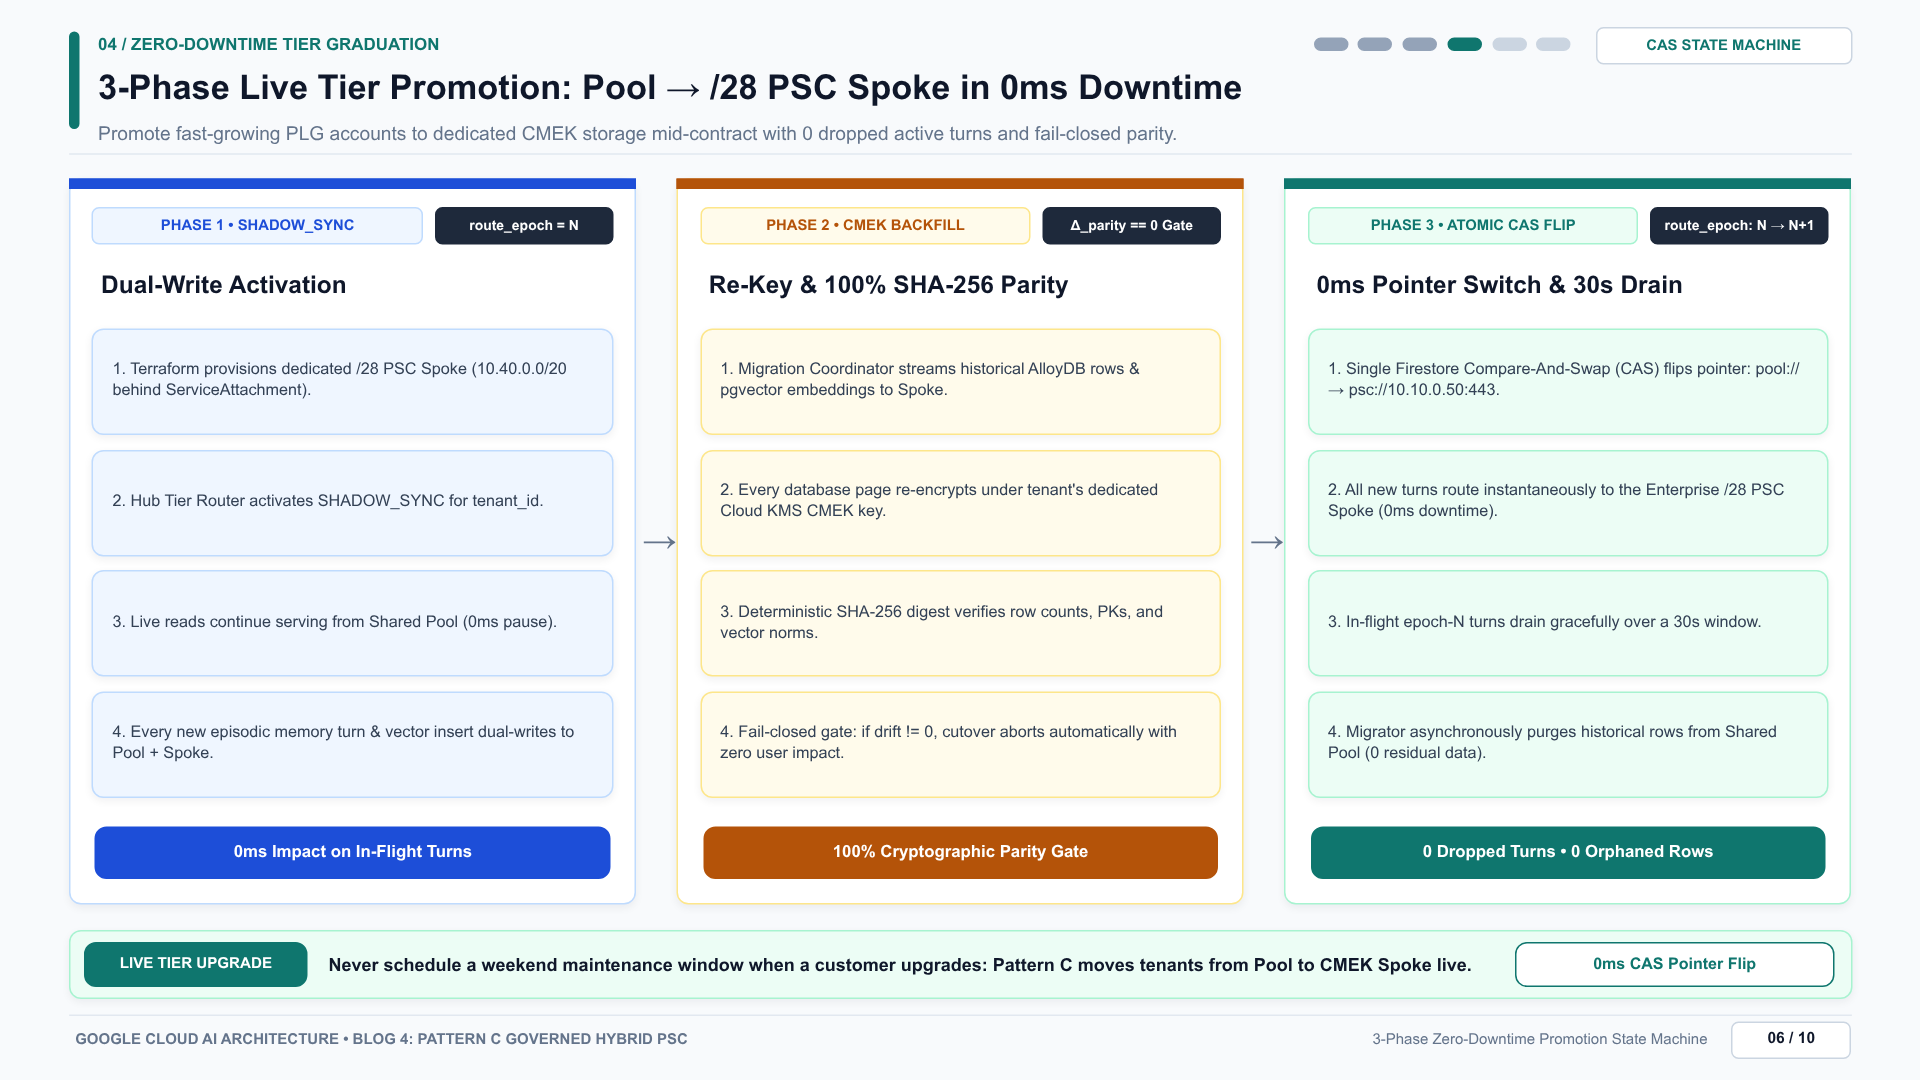 04 / ZERO-DOWNTIME TIER GRADUATION
CAS STATE MACHINE
3-Phase Live Tier Promotion: Pool → /28 PSC Spoke in 0ms Downtime
Promote fast-growing PLG accounts to dedicated CMEK storage mid-contract with 0 dropped active turns and fail-closed parity.
PHASE 1 • SHADOW_SYNC
route_epoch = N
Dual-Write Activation
1. Terraform provisions dedicated /28 PSC Spoke (10.40.0.0/20
behind ServiceAttachment).
2. Hub Tier Router activates SHADOW_SYNC for tenant_id.
3. Live reads continue serving from Shared Pool (0ms pause).
4. Every new episodic memory turn & vector insert dual-writes to
Pool + Spoke.
0ms Impact on In-Flight Turns
→
PHASE 2 • CMEK BACKFILL
Δ_parity == 0 Gate
Re-Key & 100% SHA-256 Parity
1. Migration Coordinator streams historical AlloyDB rows &
pgvector embeddings to Spoke.
2. Every database page re-encrypts under tenant's dedicated
Cloud KMS CMEK key.
3. Deterministic SHA-256 digest verifies row counts, PKs, and
vector norms.
4. Fail-closed gate: if drift != 0, cutover aborts automatically with
zero user impact.
100% Cryptographic Parity Gate
→
PHASE 3 • ATOMIC CAS FLIP
route_epoch: N → N+1
0ms Pointer Switch & 30s Drain
1. Single Firestore Compare-And-Swap (CAS) flips pointer: pool://
→ psc://10.10.0.50:443.
2. All new turns route instantaneously to the Enterprise /28 PSC
Spoke (0ms downtime).
3. In-flight epoch-N turns drain gracefully over a 30s window.
4. Migrator asynchronously purges historical rows from Shared
Pool (0 residual data).
0 Dropped Turns • 0 Orphaned Rows
LIVE TIER UPGRADE
Never schedule a weekend maintenance window when a customer upgrades: Pattern C moves tenants from Pool to CMEK Spoke live.
0ms CAS Pointer Flip
GOOGLE CLOUD AI ARCHITECTURE • BLOG 4: PATTERN C GOVERNED HYBRID PSC
3-Phase Zero-Downtime Promotion State Machine
06 / 10